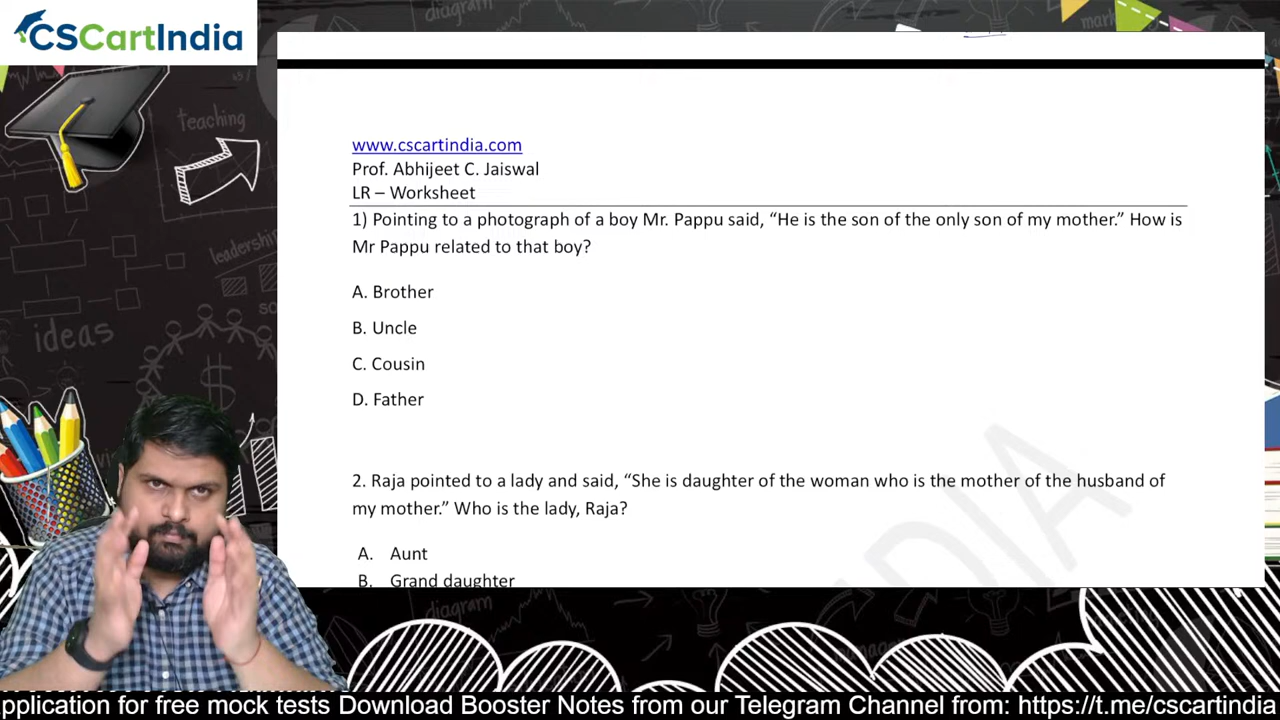 CSCartIndia
www.cscartindia.com
Prof. Abhijeet C. Jaiswal
LR – Worksheet
1) Pointing to a photograph of a boy Mr. Pappu said, “He is the son of the only son of my mother.” How is
Mr Pappu related to that boy?
A. Brother
B. Uncle
C. Cousin
D. Father
2. Raja pointed to a lady and said, “She is daughter of the woman who is the mother of the husband of
my mother.” Who is the lady, Raja?
A. Aunt
B. Grand daughter
teaching
leadership
ideas
diagram
diagram
diagram
pplication for free mock tests Download Booster Notes from our Telegram Channel from: https://t.me/cscartindia